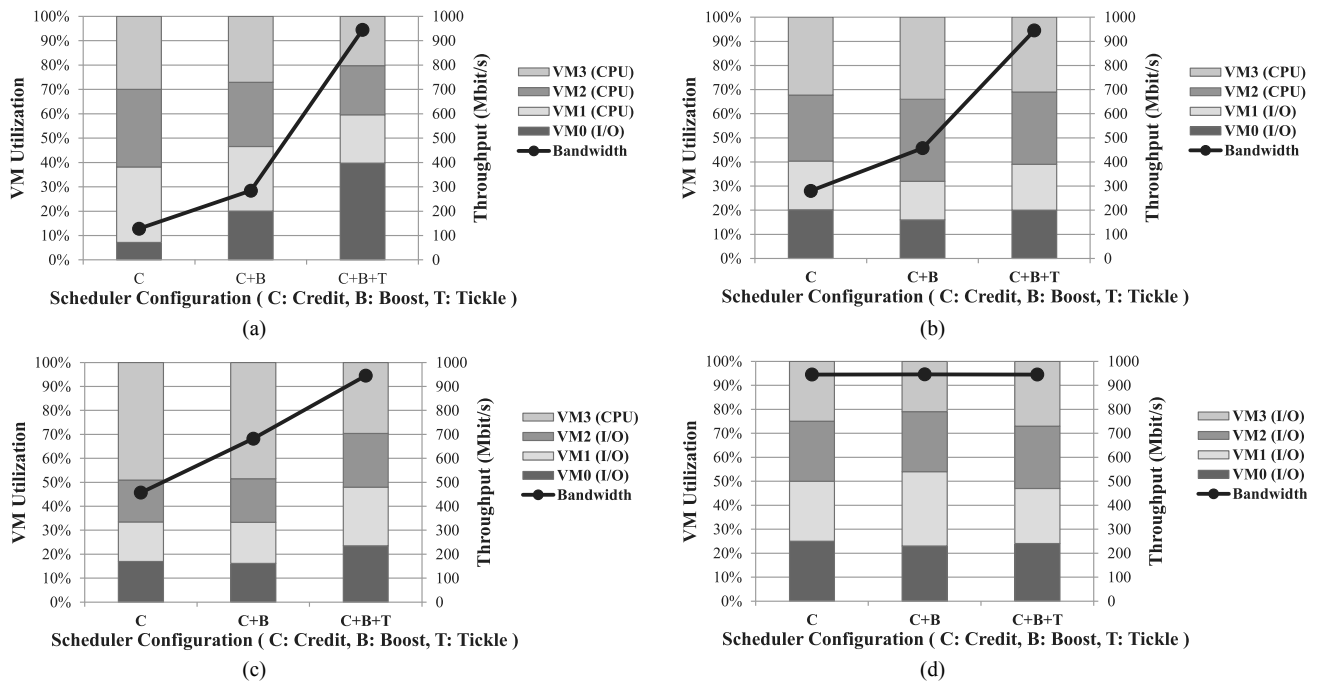 100% 1000
90% 900
80% 800
70% 700
60% 600
50% 500
40% 400
30% 300
20% 200
10% 100
0% 0
VM Utilization
Throughput (Mbit/s)
VM3 (CPU)
VM2 (CPU)
VM1 (CPU)
VM0 (I/O)
Bandwidth
C C+B C+B+T
Scheduler Configuration ( C: Credit, B: Boost, T: Tickle )
(a)
100% 1000
90% 900
80% 800
70% 700
60% 600
50% 500
40% 400
30% 300
20% 200
10% 100
0% 0
VM Utilization
Throughput (Mbit/s)
VM3 (CPU)
VM2 (CPU)
VM1 (I/O)
VM0 (I/O)
Bandwidth
C C+B C+B+T
Scheduler Configuration ( C: Credit, B: Boost, T: Tickle )
(b)
100% 1000
90% 900
80% 800
70% 700
60% 600
50% 500
40% 400
30% 300
20% 200
10% 100
0% 0
VM Utilization
Throughput (Mbit/s)
VM3 (CPU)
VM2 (I/O)
VM1 (I/O)
VM0 (I/O)
Bandwidth
C C+B C+B+T
Scheduler Configuration ( C: Credit, B: Boost, T: Tickle )
(c)
100% 1000
90% 900
80% 800
70% 700
60% 600
50% 500
40% 400
30% 300
20% 200
10% 100
0% 0
VM Utilization
Throughput (Mbit/s)
VM3 (I/O)
VM2 (I/O)
VM1 (I/O)
VM0 (I/O)
Bandwidth
C C+B C+B+T
Scheduler Configuration ( C: Credit, B: Boost, T: Tickle )
(d)